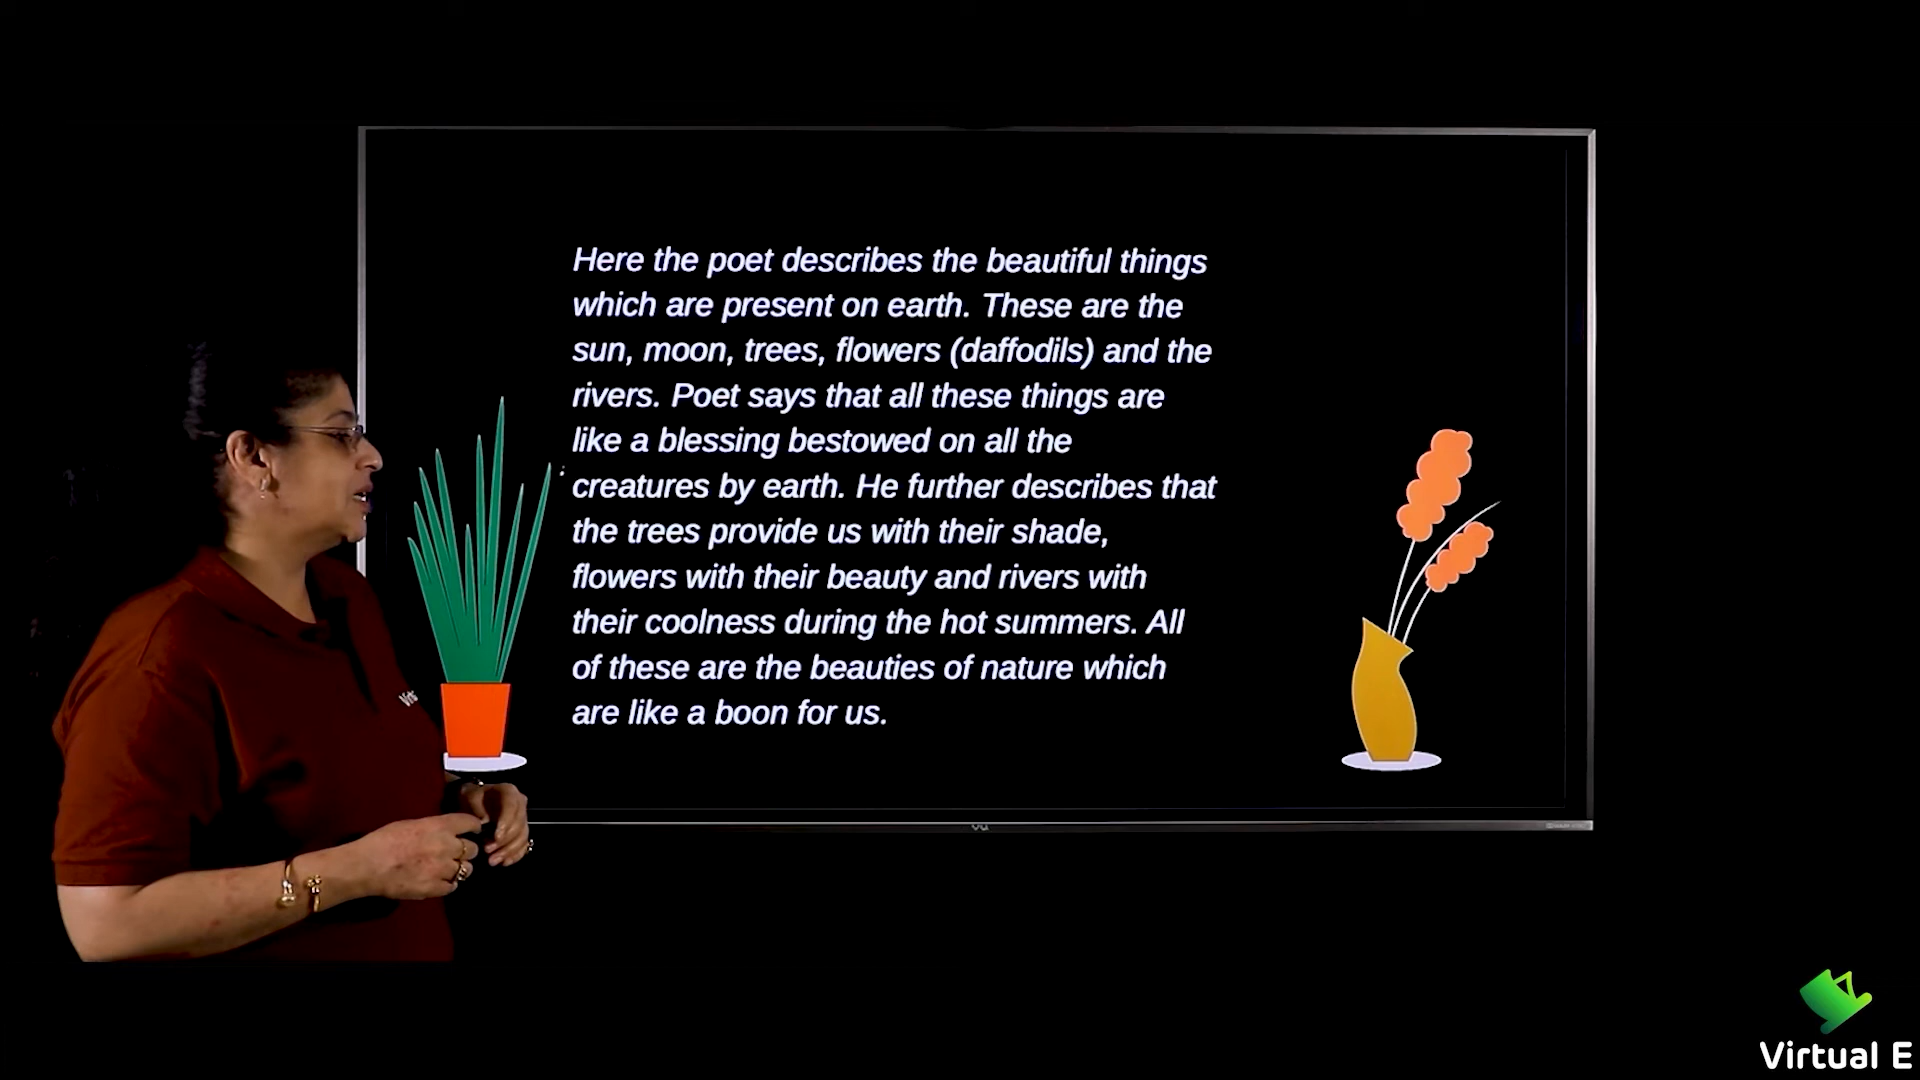 Here the poet describes the beautiful things
which are present on earth. These are the
sun, moon, trees, flowers (daffodils) and the
rivers. Poet says that all these things are
like a blessing bestowed on all the
creatures by earth. He further describes that
the trees provide us with their shade,
flowers with their beauty and rivers with
their coolness during the hot summers. All
of these are the beauties of nature which
are like a boon for us.
Virtual E